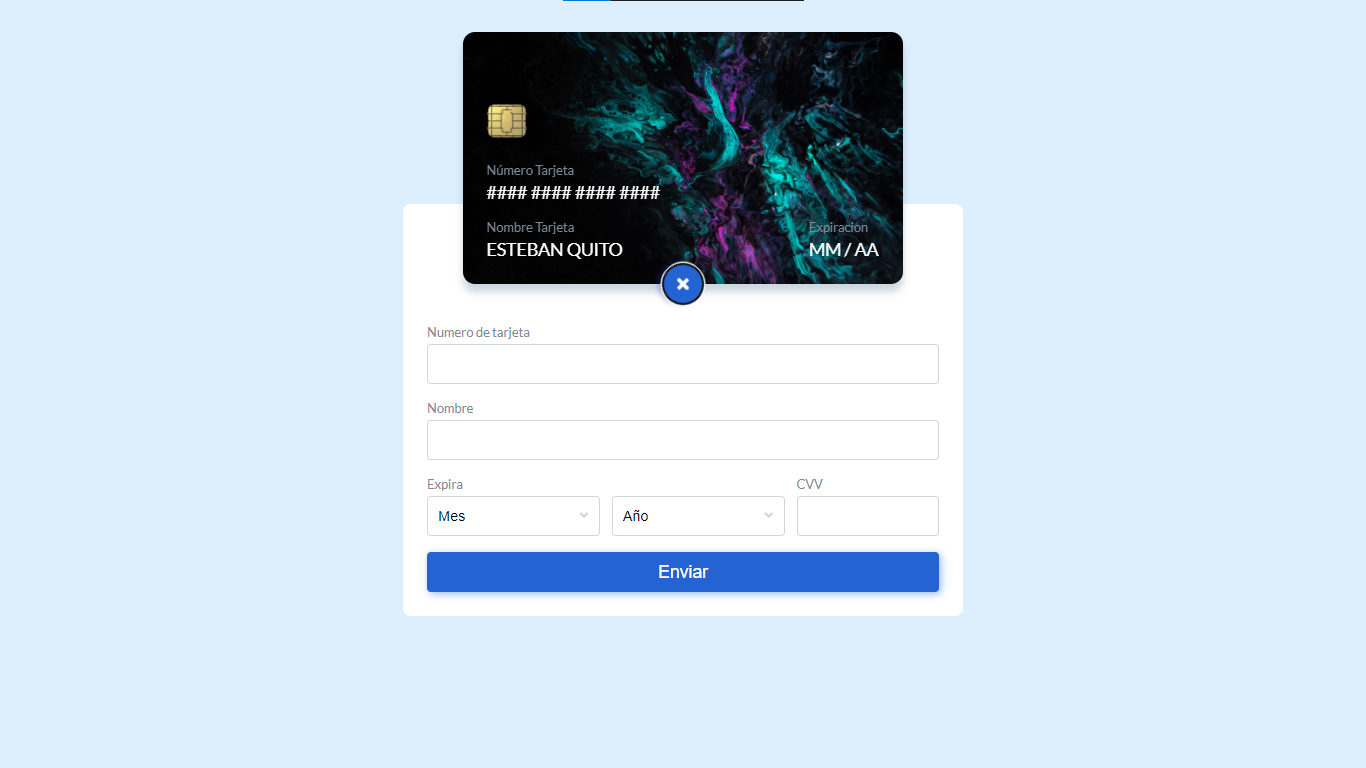 Número Tarjeta
#### #### #### ####
Nombre Tarjeta
Expiracion
ESTEBAN QUITO
MM / AA
Numero de tarjeta
Nombre
Expira
CVV
Mes
Año
Enviar